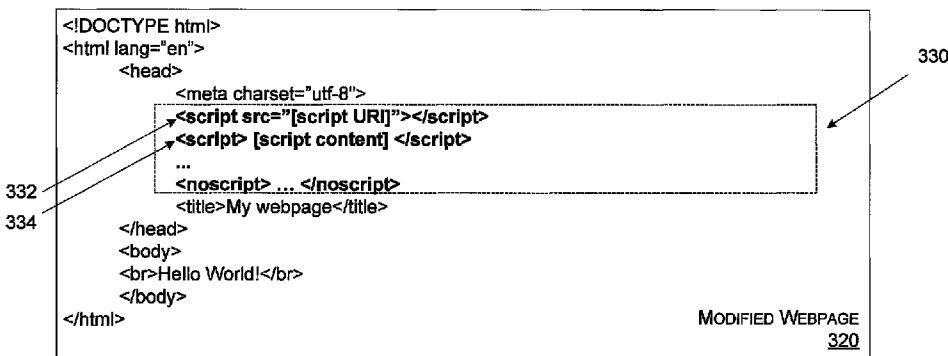 <!DOCTYPE html>
<html lang="en">
<head>
330
<meta charset="utf-8">
<script src="[script URI]"></script>
<script> [script content] </script>
...
332
<noscript> ... </noscript>
334
<title>My webpage</title>
</head>
<body>
<br>Hello World!</br>
</body>
</html>
MODIFIED WEBPAGE
320